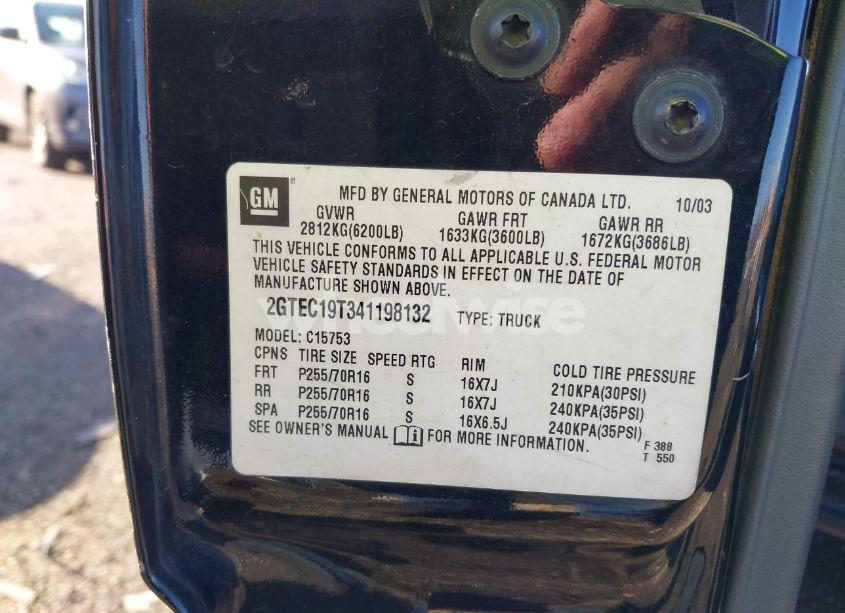 GM ®
MFD BY GENERAL MOTORS OF CANADA LTD. 10/03
GVWR GAWR FRT GAWR RR
2812KG(6200LB) 1633KG(3600LB) 1672KG(3686LB)
THIS VEHICLE CONFORMS TO ALL APPLICABLE U.S. FEDERAL MOTOR
VEHICLE SAFETY STANDARDS IN EFFECT ON THE DATE OF
MANUFACTURE SHOWN ABOVE.
2GTEC19T341198132 TYPE: TRUCK
wheelwise
MODEL: C15753
CPNS TIRE SIZE SPEED RTG RIM COLD TIRE PRESSURE
FRT P255/70R16 S 16X7J 210KPA(30PSI)
RR P255/70R16 S 16X7J 240KPA(35PSI)
SPA P255/70R16 S 16X6.5J 240KPA(35PSI)
SEE OWNER'S MANUAL FOR MORE INFORMATION.
F 388
T 550